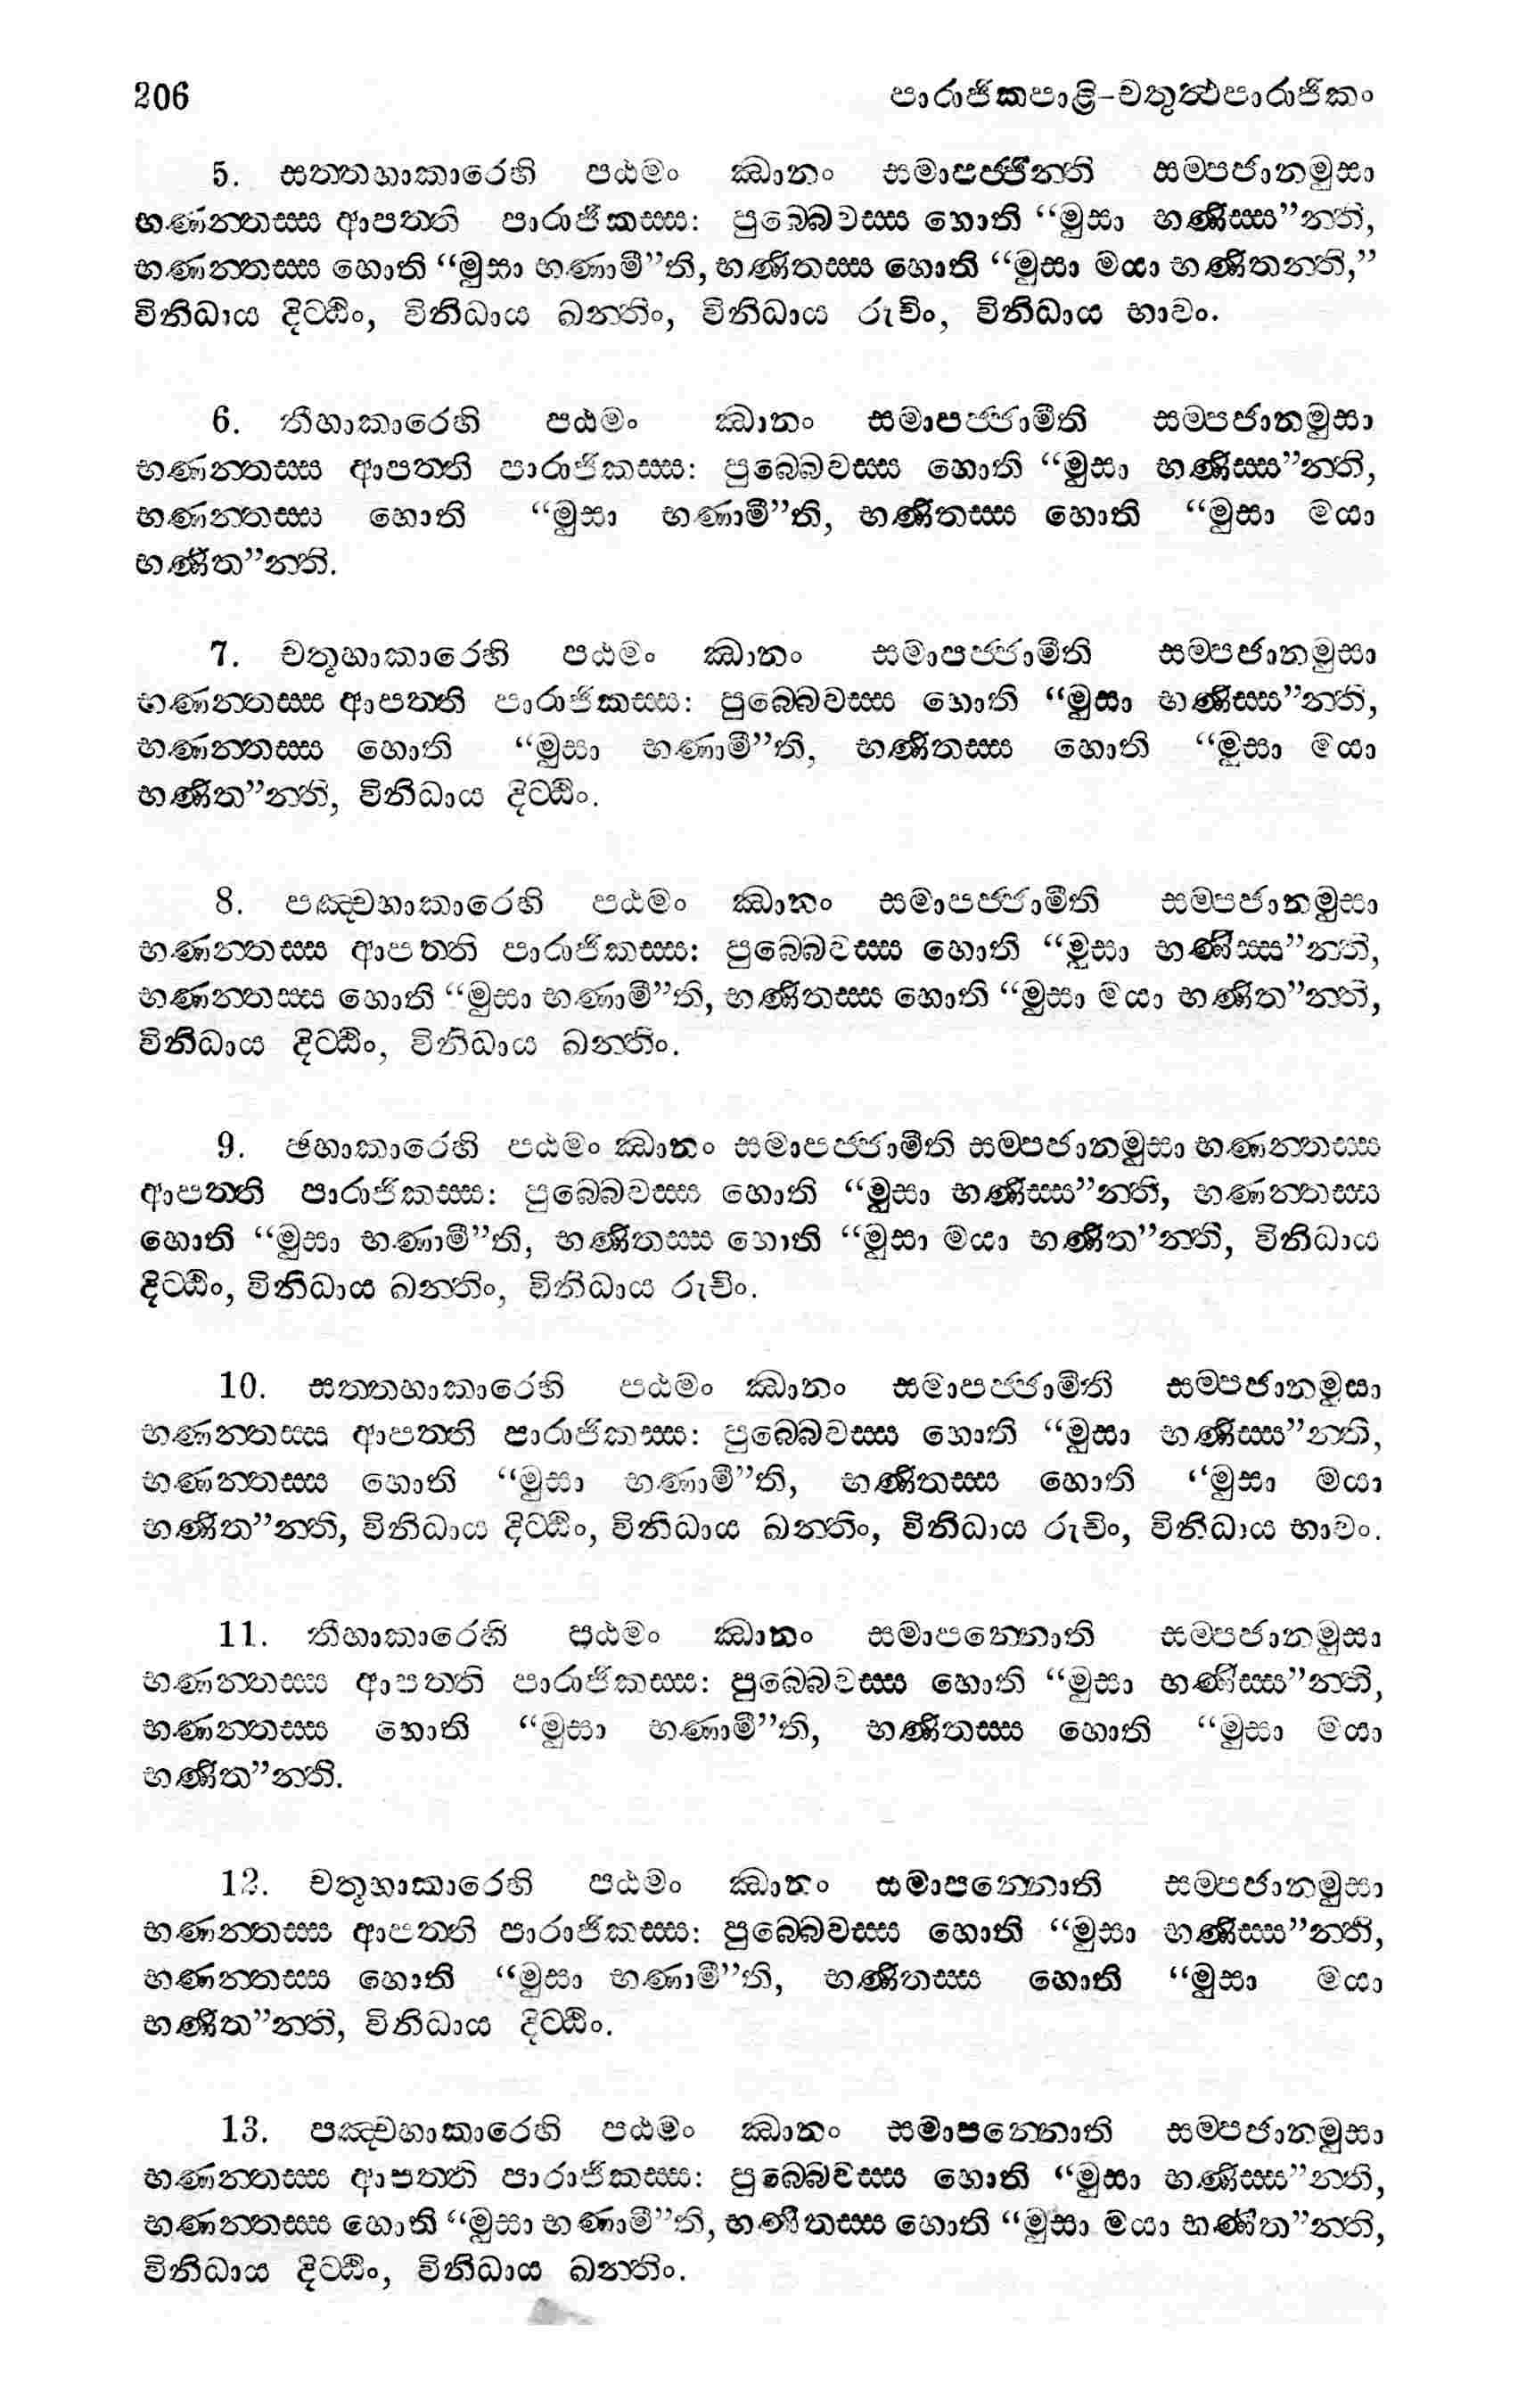 206 පාරාජිකපාළි-චතුත්‍ථපාරාජිකං
5. සත්තහාකාරෙහි පඨමං ඣානං සමාපජ්ජින්ති සම්පජානමුසා
භණන්තස්ස ආපත්ති පාරාජිකස්ස: පුබ්බෙවස්ස හොති “මුසා භණිස්ස”න්ති,
භණන්තස්ස හොති “මුසා භණාමී”ති, භණිතස්ස හොති “මුසා මයා භණිතන්ති,”
විනිධාය දිට්ඨිං, විනිධාය ඛන්තිං, විනිධාය රුචිං, විනිධාය භාවං.
6. තීහාකාරෙහි පඨමං ඣානං සමාපජ්ජාමීති සම්පජානමුසා
භණන්තස්ස ආපත්ති පාරාජිකස්ස: පුබ්බෙවස්ස හොති “මුසා භණිස්ස”න්ති,
භණන්තස්ස හොති “මුසා භණාමී”ති, භණිතස්ස හොති “මුසා මයා
භණිත”න්ති.
7. චතූහාකාරෙහි පඨමං ඣානං සමාපජ්ජාමීති සම්පජානමුසා
භණන්තස්ස ආපත්ති පාරාජිකස්ස: පුබ්බෙවස්ස හොති “මුසා භණිස්ස”න්ති,
භණන්තස්ස හොති “මුසා භණාමී”ති, භණිතස්ස හොති “මුසා මයා
භණිත”න්ති, විනිධාය දිට්ඨිං.
8. පඤ්චහාකාරෙහි පඨමං ඣානං සමාපජ්ජාමීති සම්පජානමුසා
භණන්තස්ස ආපත්ති පාරාජිකස්ස: පුබ්බෙවස්ස හොති “මුසා භණිස්ස”න්ති,
භණන්තස්ස හොති “මුසා භණාමී”ති, භණිතස්ස හොති “මුසා මයා භණිත”න්ති,
විනිධාය දිට්ඨිං, විනිධාය ඛන්තිං.
9. ඡහාකාරෙහි පඨමං ඣානං සමාපජ්ජාමීති සම්පජානමුසා භණන්තස්ස
ආපත්ති පාරාජිකස්ස: පුබ්බෙවස්ස හොති “මුසා භණිස්ස”න්ති, භණන්තස්ස
හොති “මුසා භණාමී”ති, භණිතස්ස හොති “මුසා මයා භණිත”න්ති, විනිධාය
දිට්ඨිං, විනිධාය ඛන්තිං, විනිධාය රුචිං.
10. සත්තහාකාරෙහි පඨමං ඣානං සමාපජ්ජාමීති සම්පජානමුසා
භණන්තස්ස ආපත්ති පාරාජිකස්ස: පුබ්බෙවස්ස හොති “මුසා භණිස්ස”න්ති,
භණන්තස්ස හොති “මුසා භණාමී”ති, භණිතස්ස හොති “මුසා මයා
භණිත”න්ති, විනිධාය දිට්ඨිං, විනිධාය ඛන්තිං, විනිධාය රුචිං, විනිධාය භාවං.
11. තීහාකාරෙහි පඨමං ඣානං සමාපන්නොති සම්පජානමුසා
භණන්තස්ස ආපත්ති පාරාජිකස්ස: පුබ්බෙවස්ස හොති “මුසා භණිස්ස”න්ති,
භණන්තස්ස හොති “මුසා භණාමී”ති, භණිතස්ස හොති “මුසා මයා
භණිත”න්ති.
12. චතූහාකාරෙහි පඨමං ඣානං සමාපන්නොති සම්පජානමුසා
භණන්තස්ස ආපත්ති පාරාජිකස්ස: පුබ්බෙවස්ස හොති “මුසා භණිස්ස”න්ති,
භණන්තස්ස හොති “මුසා භණාමී”ති, භණිතස්ස හොති “මුසා මයා
භණිත”න්ති, විනිධාය දිට්ඨිං.
13. පඤ්චහාකාරෙහි පඨමං ඣානං සමාපන්නොති සම්පජානමුසා
භණන්තස්ස ආපත්ති පාරාජිකස්ස: පුබ්බෙවස්ස හොති “මුසා භණිස්ස”න්ති,
භණන්තස්ස හොති “මුසා භණාමී”ති, භණිතස්ස හොති “මුසා මයා භණිත”න්ති,
විනිධාය දිට්ඨිං, විනිධාය ඛන්තිං.